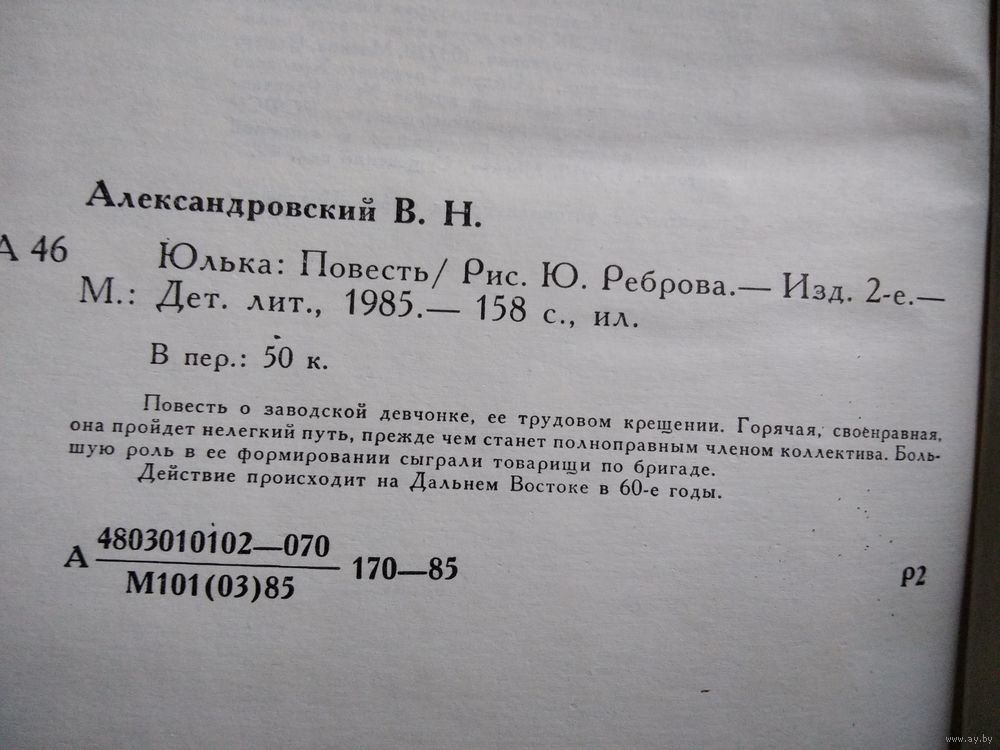 Александровский В. Н.
А 46
Юлька: Повесть/ Рис. Ю. Реброва.— Изд. 2-е.—
М.: Дет. лит., 1985.— 158 с., ил.
В пер.: 50 к.
Повесть о заводской девчонке, ее трудовом крещении. Горячая, своенравная,
она пройдет нелегкий путь, прежде чем станет полноправным членом коллектива. Боль-
шую роль в ее формировании сыграли товарищи по бригаде.
Действие происходит на Дальнем Востоке в 60-е годы.
4803010102—070
А 170—85
М101(03)85
Р2
www.ay.by